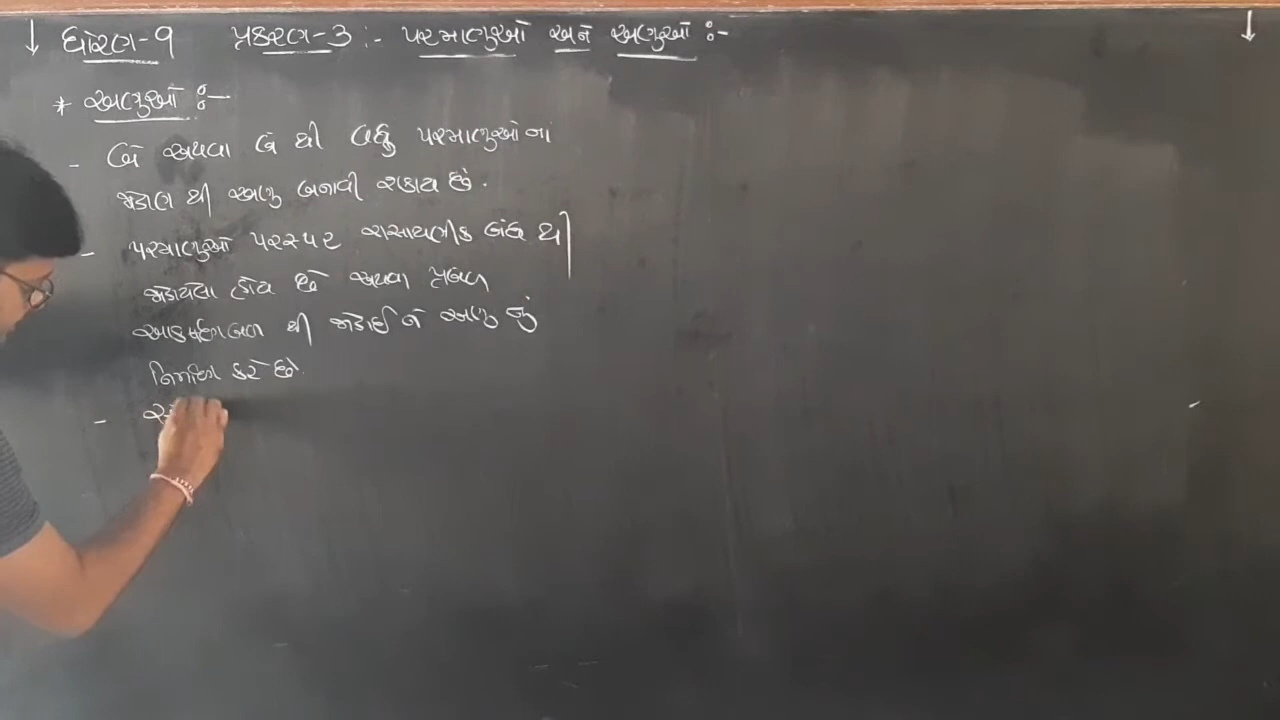 ધોરણ-9 પ્રકરણ-3 :- પરમાણુઓ અને અણુઓ :-
* અણુઓ :-
- બે અથવા બે થી વધુ પરમાણુઓના
જોડાણ થી અણુ બનાવી શકાય છે.
- પરમાણુઓ પરસ્પર રાસાયણીક બંધ થી
જોડાયેલા હોય છે અથવા પ્રબળ
આકર્ષણબળ થી જોડાઈ ને અણુ નું
નિર્માણ કરે છે.
-